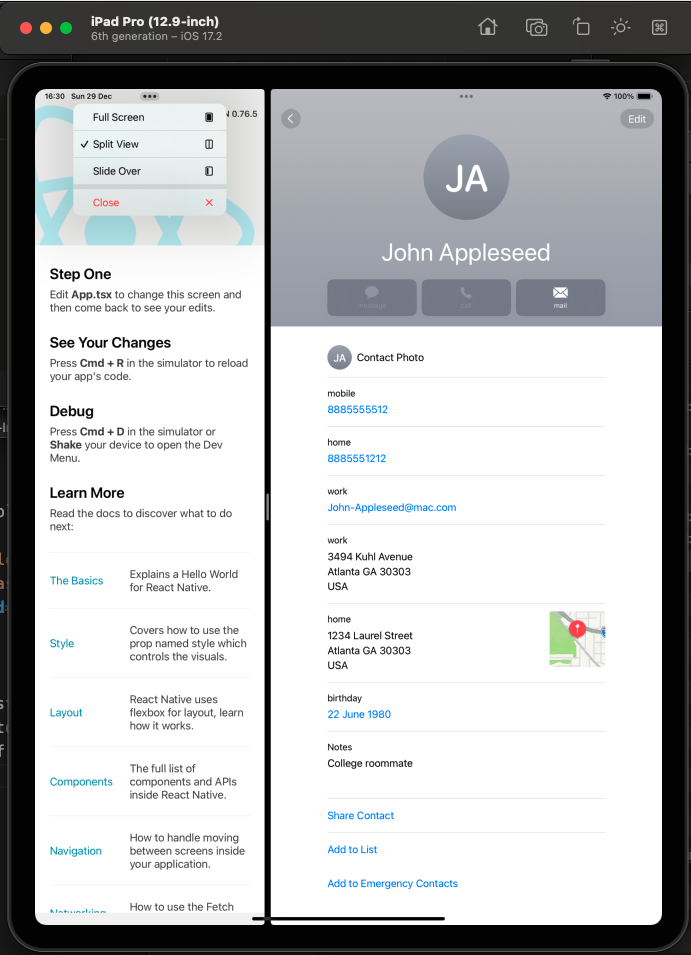 iPad Pro (12.9-inch)
6th generation – iOS 17.2
16:30 Sun 29 Dec
100%
0.76.5
Full Screen
Split View
Slide Over
Close
Edit
JA
John Appleseed
message
call
mail
Step One
Edit App.tsx to change this screen and
then come back to see your edits.
See Your Changes
Press Cmd + R in the simulator to reload
your app's code.
Debug
Press Cmd + D in the simulator or
Shake your device to open the Dev
Menu.
Learn More
Read the docs to discover what to do
next:
The Basics
Explains a Hello World
for React Native.
Style
Covers how to use the
prop named style which
controls the visuals.
Layout
React Native uses
flexbox for layout, learn
how it works.
Components
The full list of
components and APIs
inside React Native.
Navigation
How to handle moving
between screens inside
your application.
Networking
How to use the Fetch
JA Contact Photo
mobile
8885555512
home
8885551212
work
John-Appleseed@mac.com
work
3494 Kuhl Avenue
Atlanta GA 30303
USA
home
1234 Laurel Street
Atlanta GA 30303
USA
birthday
22 June 1980
Notes
College roommate
Share Contact
Add to List
Add to Emergency Contacts